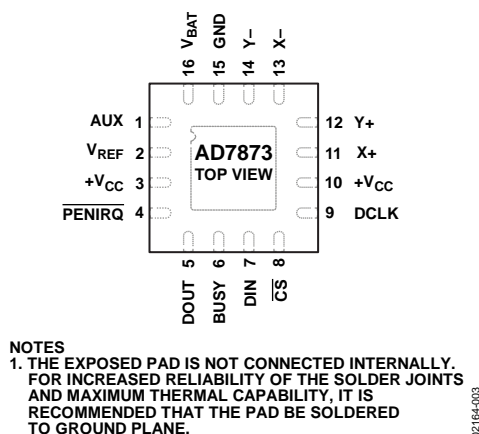 16 VBAT
15 GND
14 Y–
13 X–
AUX 1
VREF 2
+VCC 3
PENIRQ 4
12 Y+
11 X+
10 +VCC
9 DCLK
AD7873
TOP VIEW
DOUT 5
BUSY 6
DIN 7
CS 8
NOTES
1. THE EXPOSED PAD IS NOT CONNECTED INTERNALLY.
FOR INCREASED RELIABILITY OF THE SOLDER JOINTS
AND MAXIMUM THERMAL CAPABILITY, IT IS
RECOMMENDED THAT THE PAD BE SOLDERED
TO GROUND PLANE.
02164-003